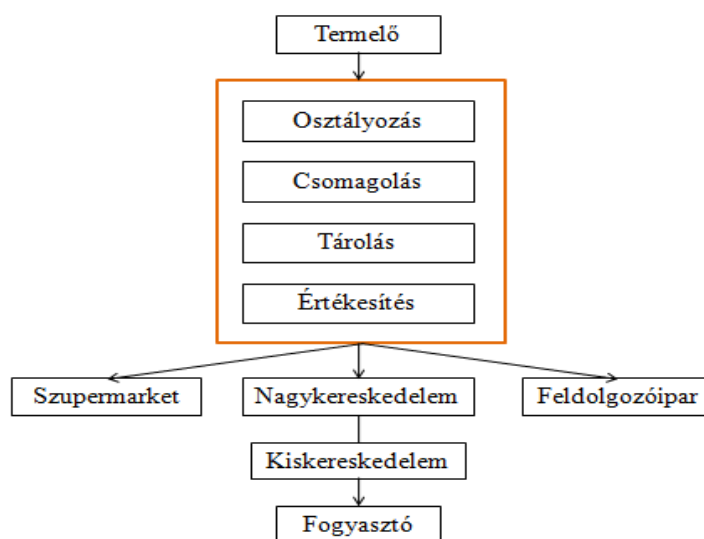 Termelő
Osztályozás
Csomagolás
Tárolás
Értékesítés
Szupermarket
Nagykereskedelem
Feldolgozóipar
Kiskereskedelem
Fogyasztó